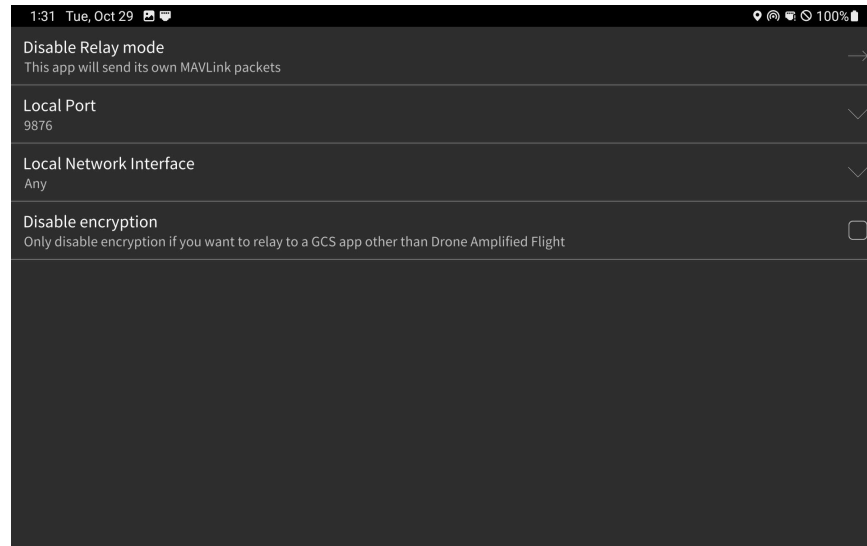 1:31 Tue, Oct 29 100%
Disable Relay mode
This app will send its own MAVLink packets
Local Port
9876
Local Network Interface
Any
Disable encryption
Only disable encryption if you want to relay to a GCS app other than Drone Amplified Flight